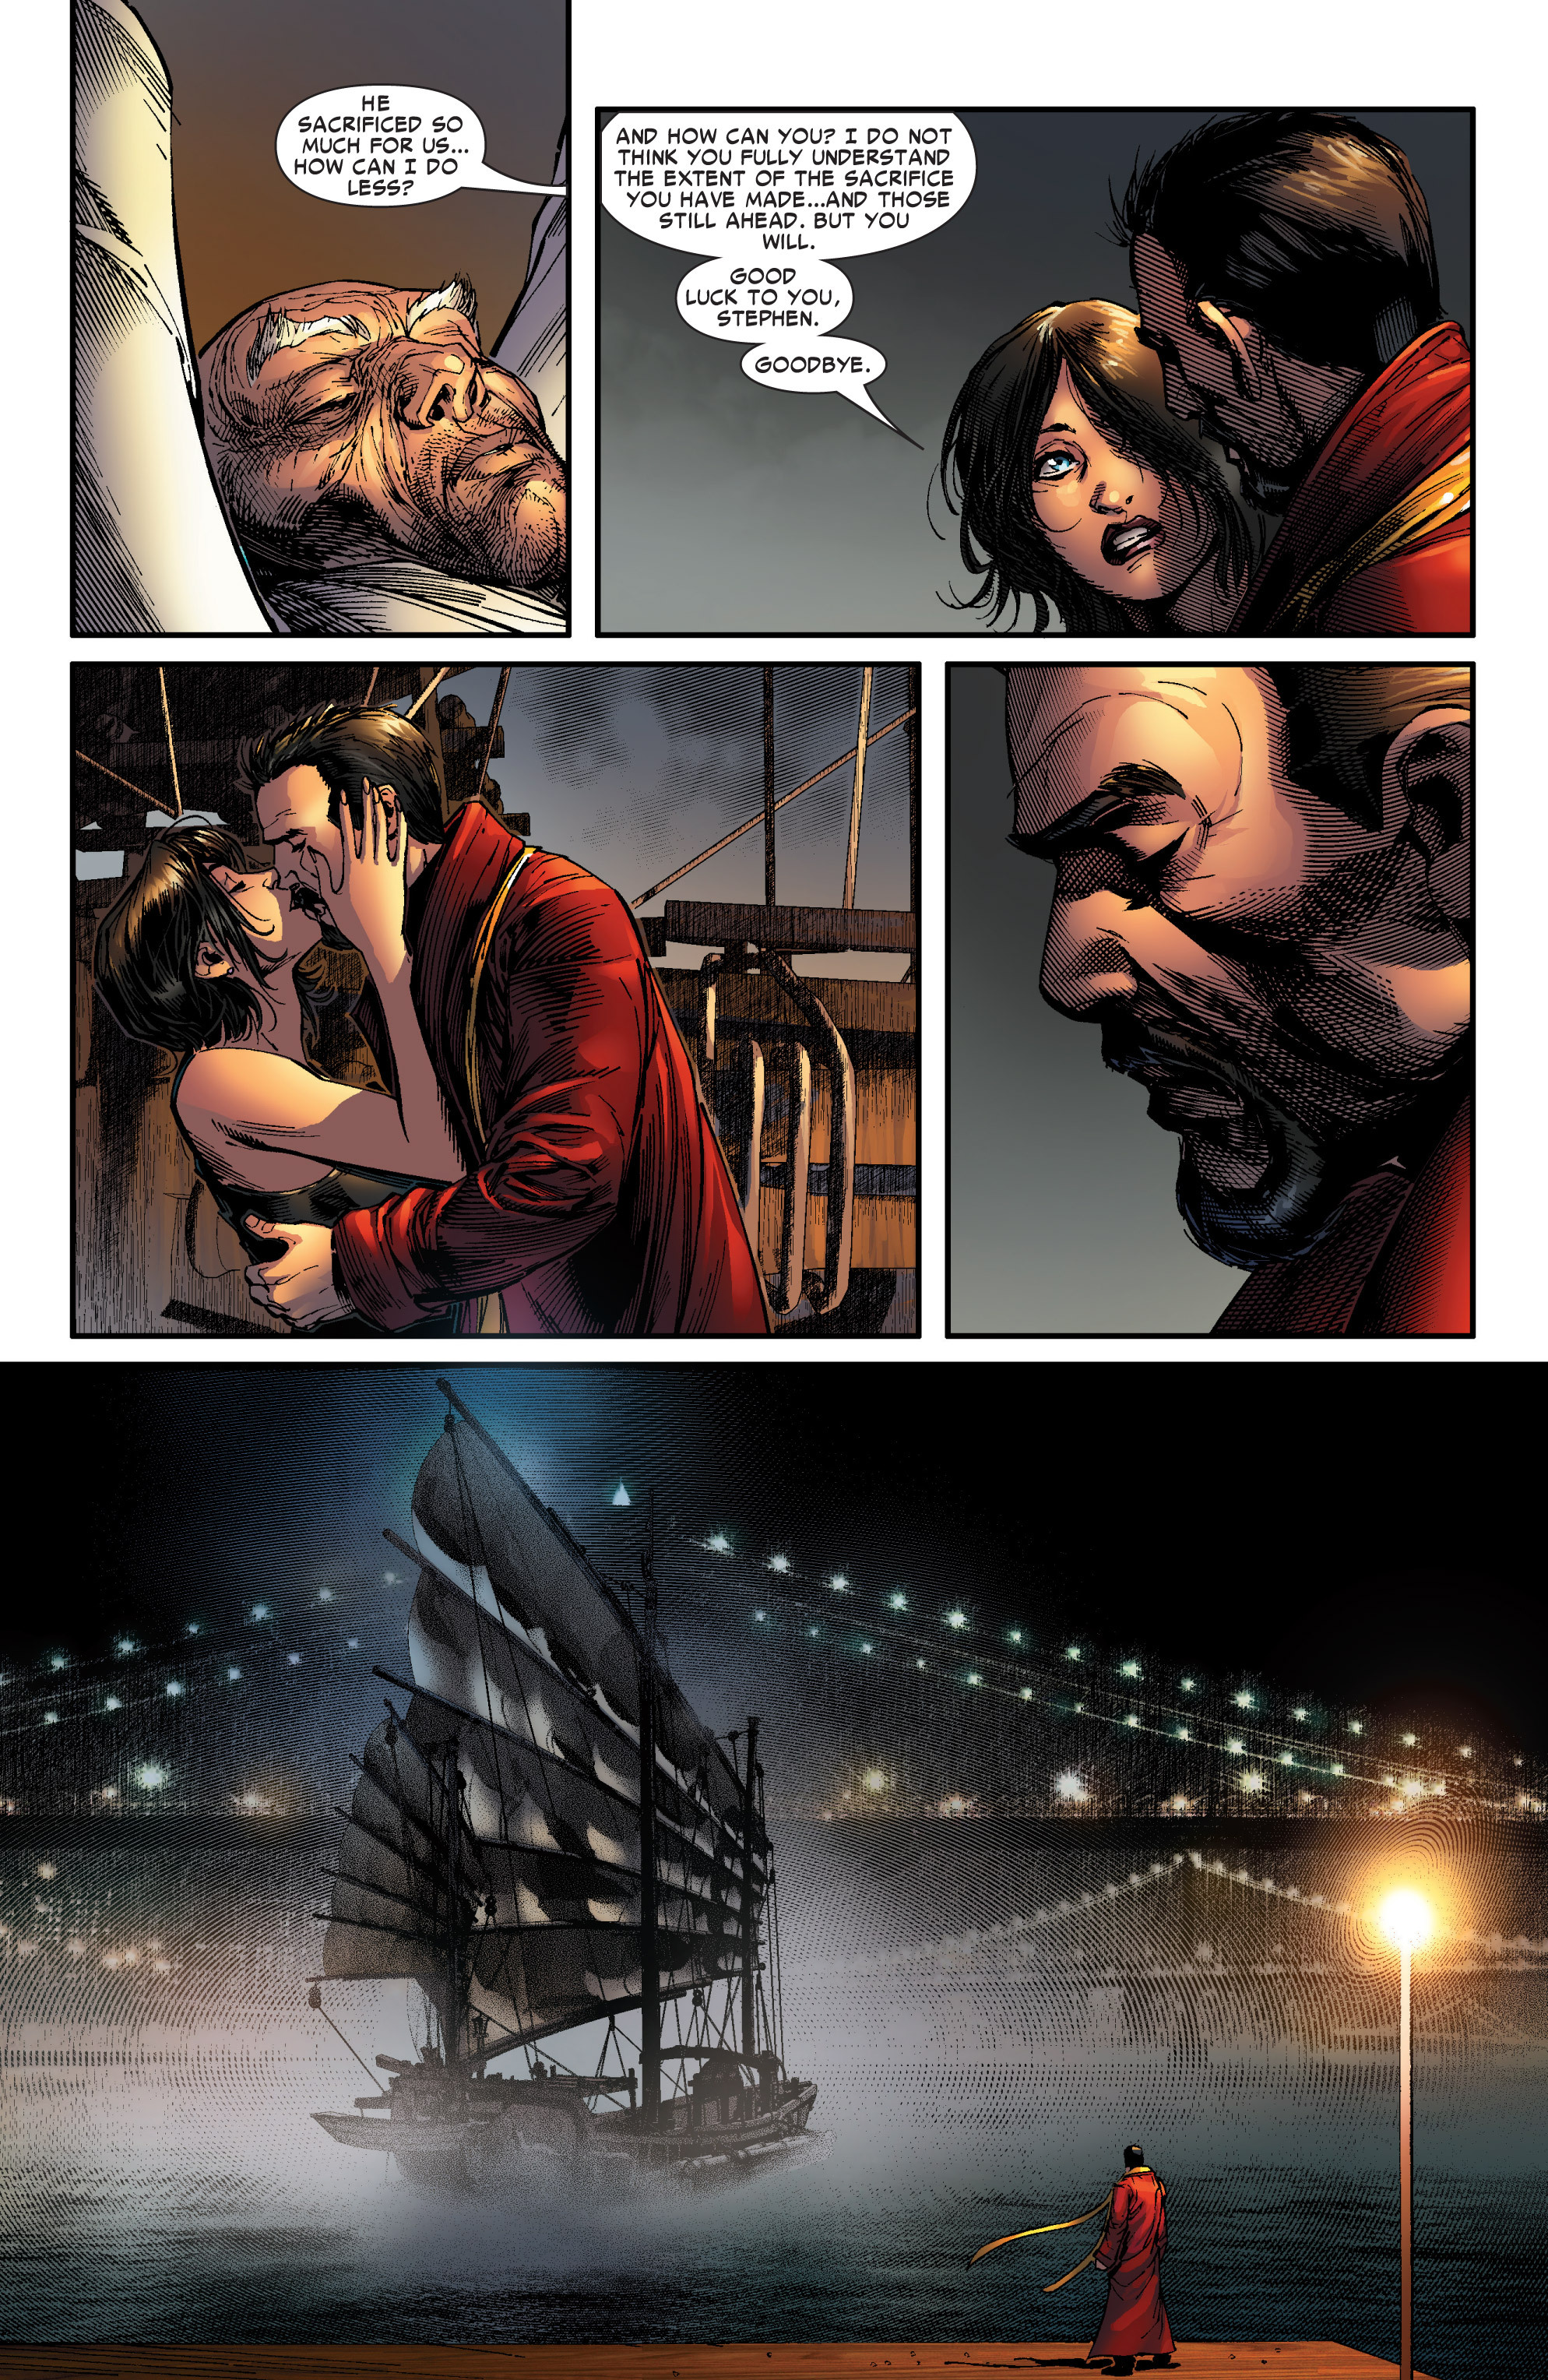 HE
SACRIFICED SO
MUCH FOR US...
HOW CAN I DO
LESS?
AND HOW CAN YOU? I DO NOT
THINK YOU FULLY UNDERSTAND
THE EXTENT OF THE SACRIFICE
YOU HAVE MADE...AND THOSE
STILL AHEAD. BUT YOU
WILL.
GOOD
LUCK TO YOU,
STEPHEN.
GOODBYE.